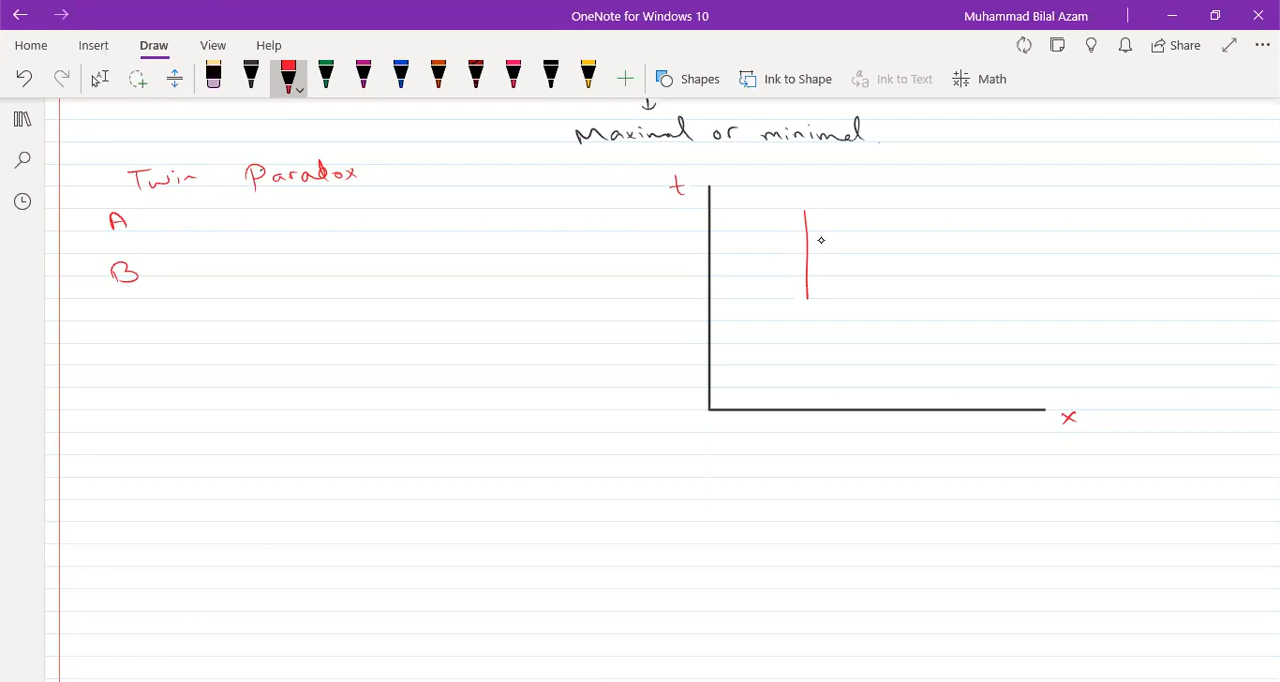 OneNote for Windows 10
Muhammad Bilal Azam
Home Insert Draw View Help
Share
Shapes Ink to Shape Ink to Text Math
Maximal or minimal
Twin Paradox
t
A
B
x